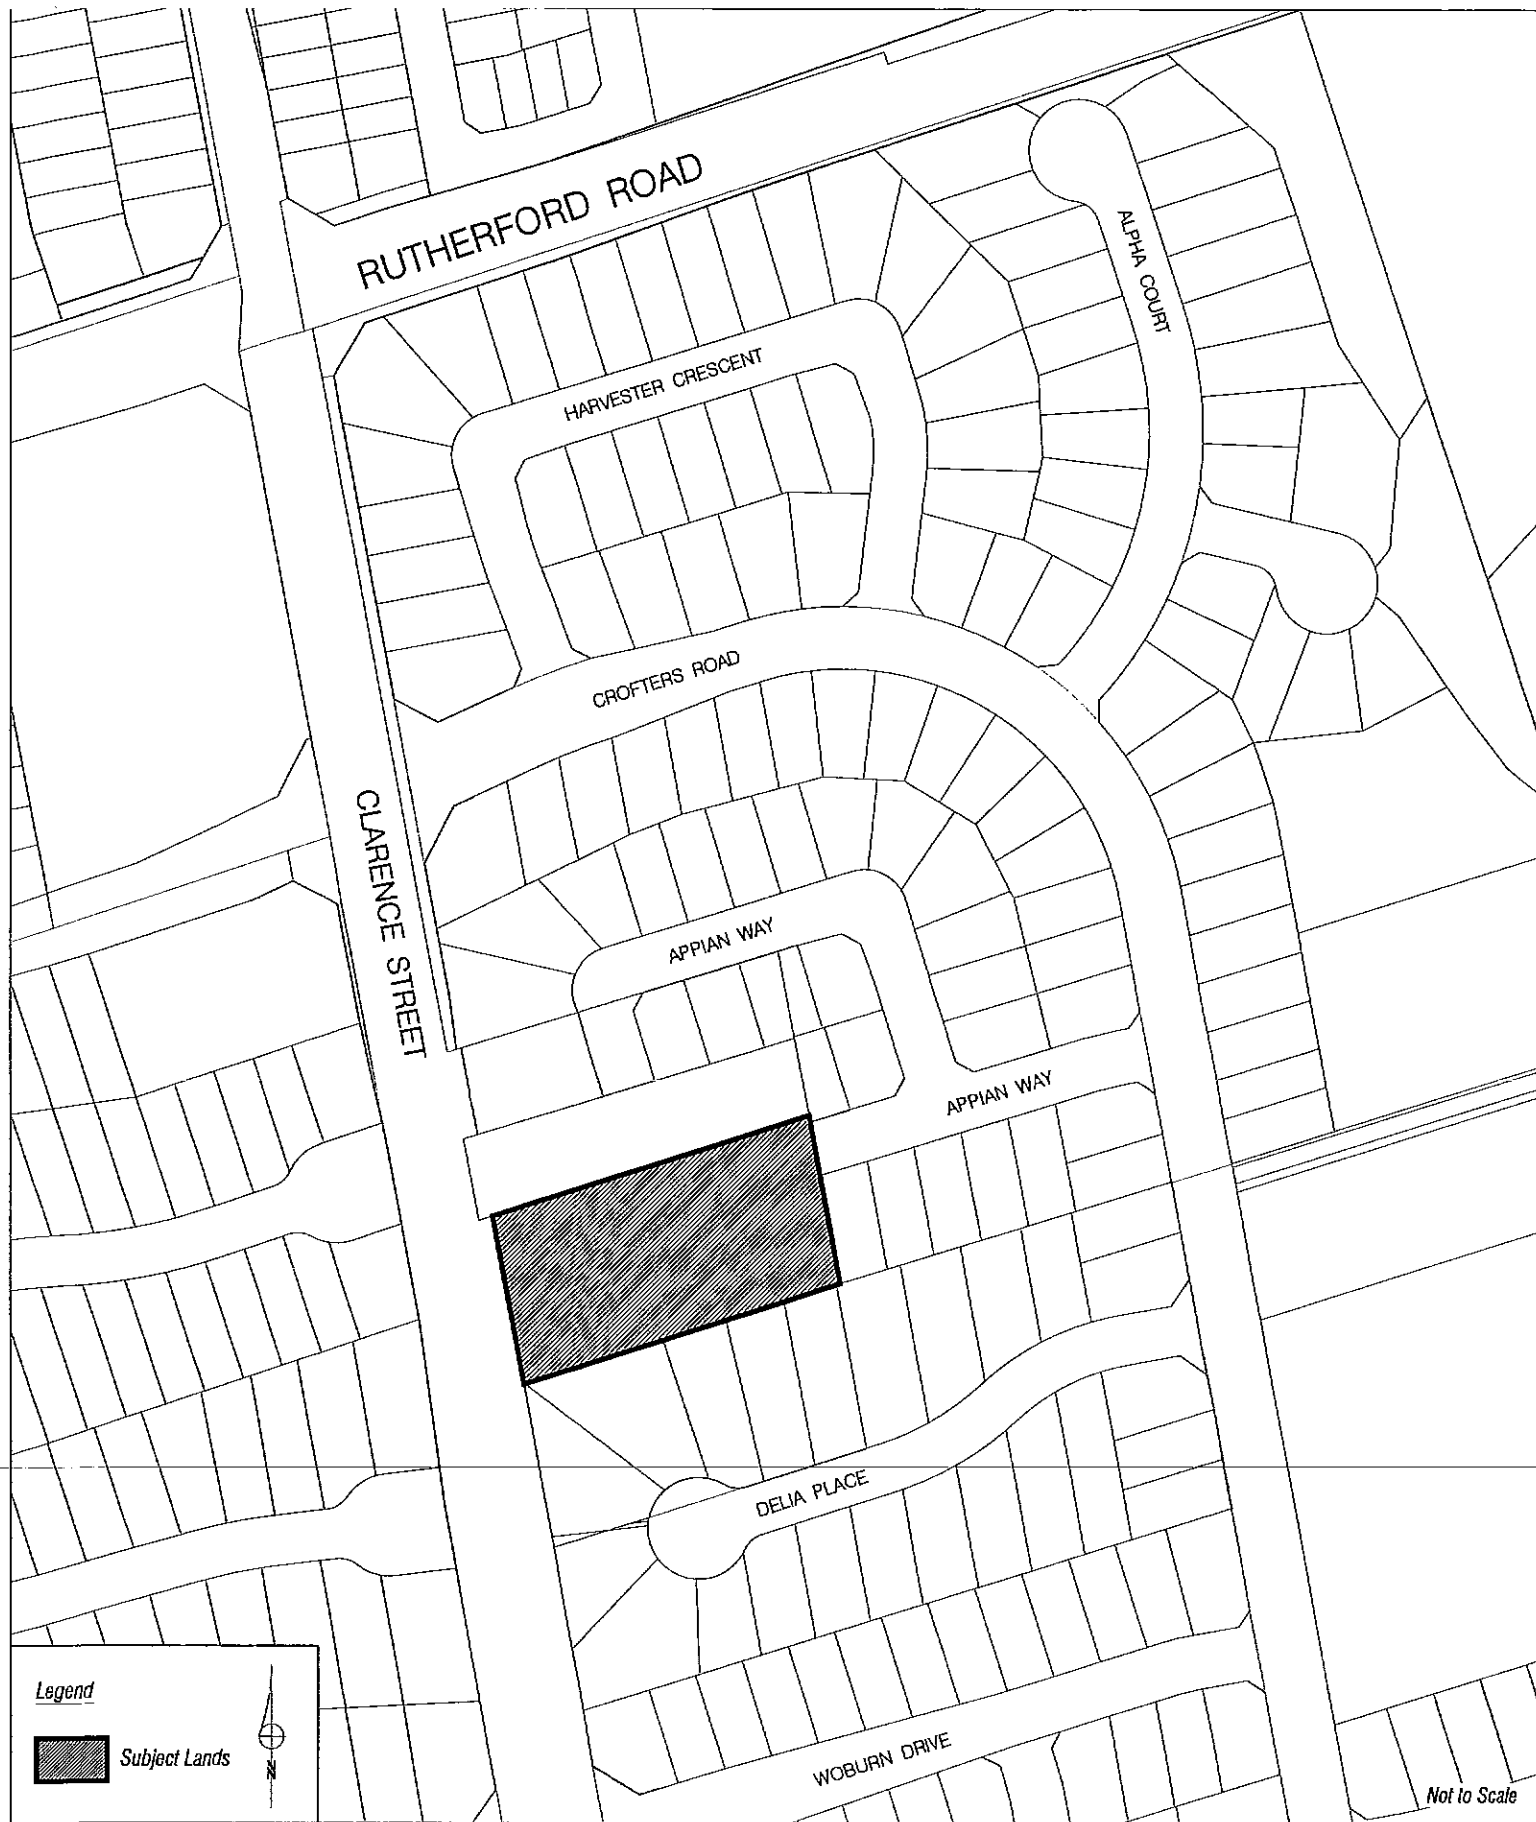 RUTHERFORD ROAD
ALPHA COURT
HARVESTER CRESCENT
CROFTERS ROAD
CLARENCE STREET
APPIAN WAY
APPIAN WAY
DELIA PLACE
WOBURN DRIVE
Legend
Subject Lands
N
Not to Scale